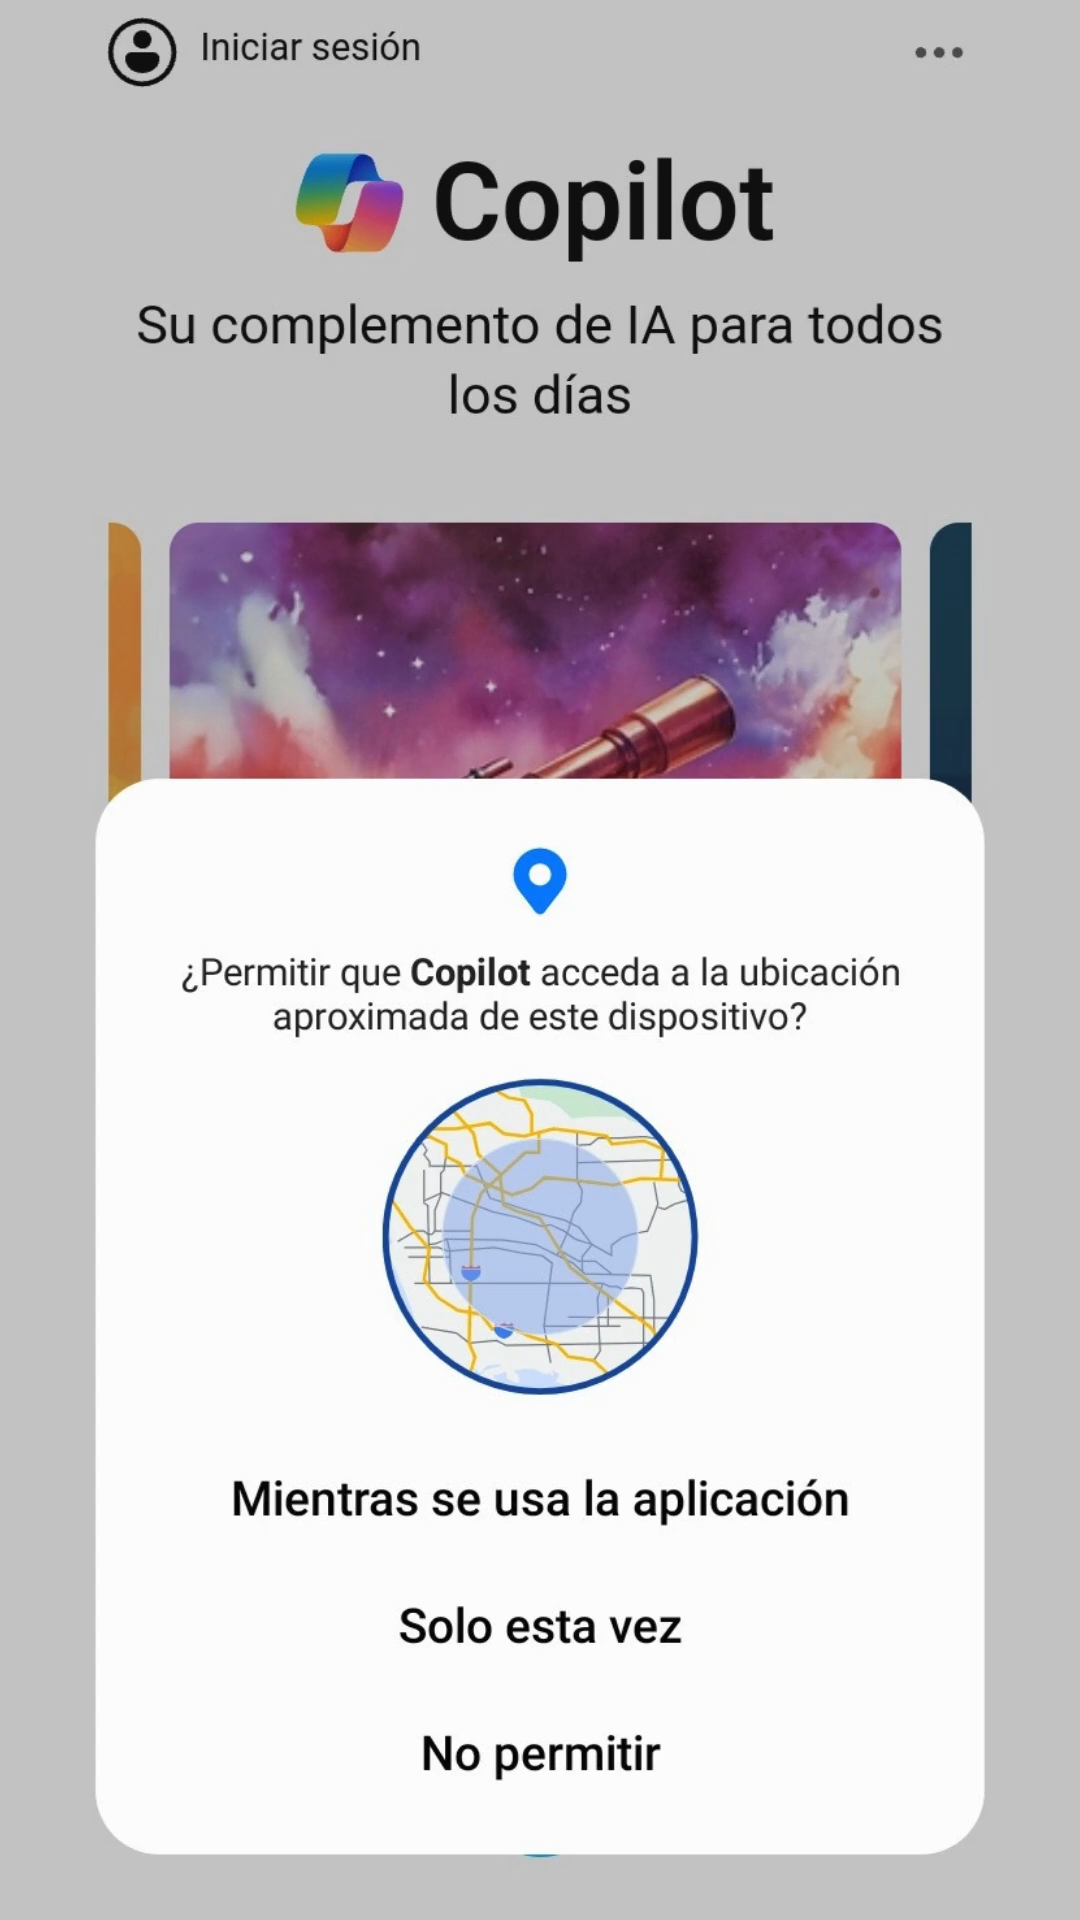 Iniciar sesión
Copilot
Su complemento de IA para todos
los días
¿Permitir que Copilot acceda a la ubicación
aproximada de este dispositivo?
Mientras se usa la aplicación
Solo esta vez
No permitir